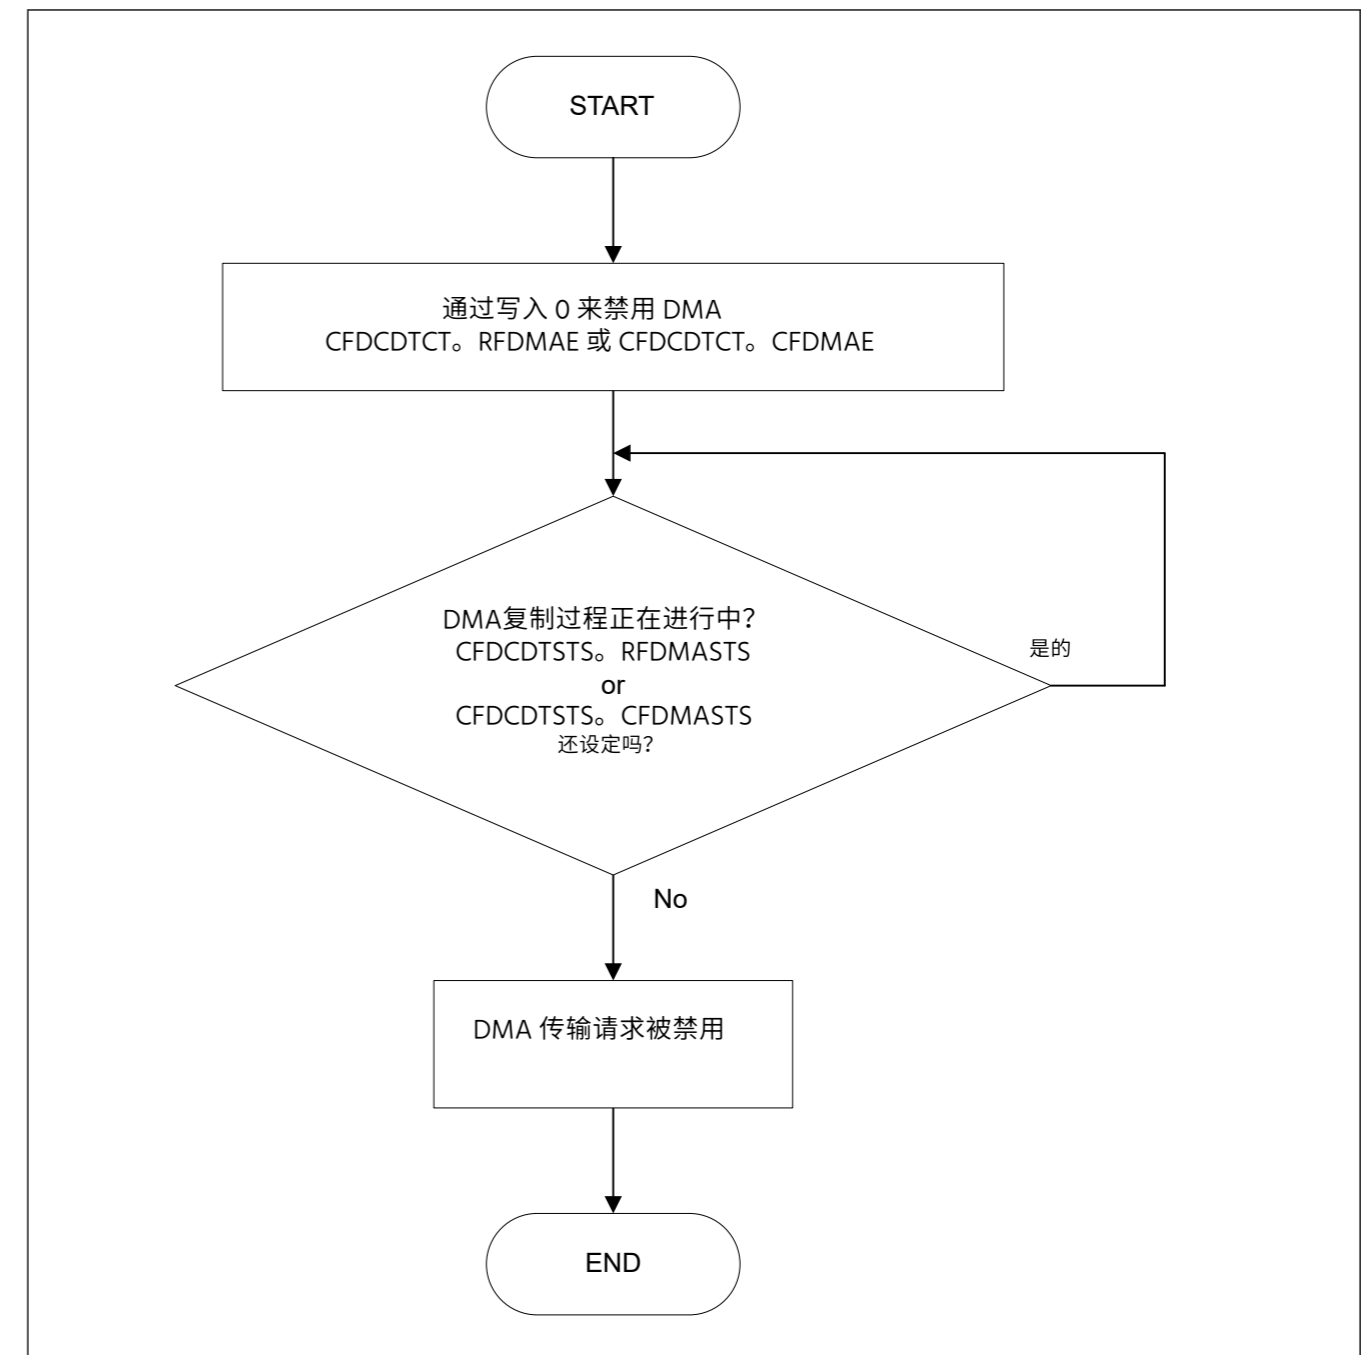 START
通过写入 0 来禁用 DMA
CFDCDTCT。RFDMAE 或 CFDCDTCT。CFDMAE
DMA复制过程正在进行中？
CFDCDTSTS。RFDMASTS
or
CFDCDTSTS。CFDMASTS
还设定吗？
是的
No
DMA 传输请求被禁用
END